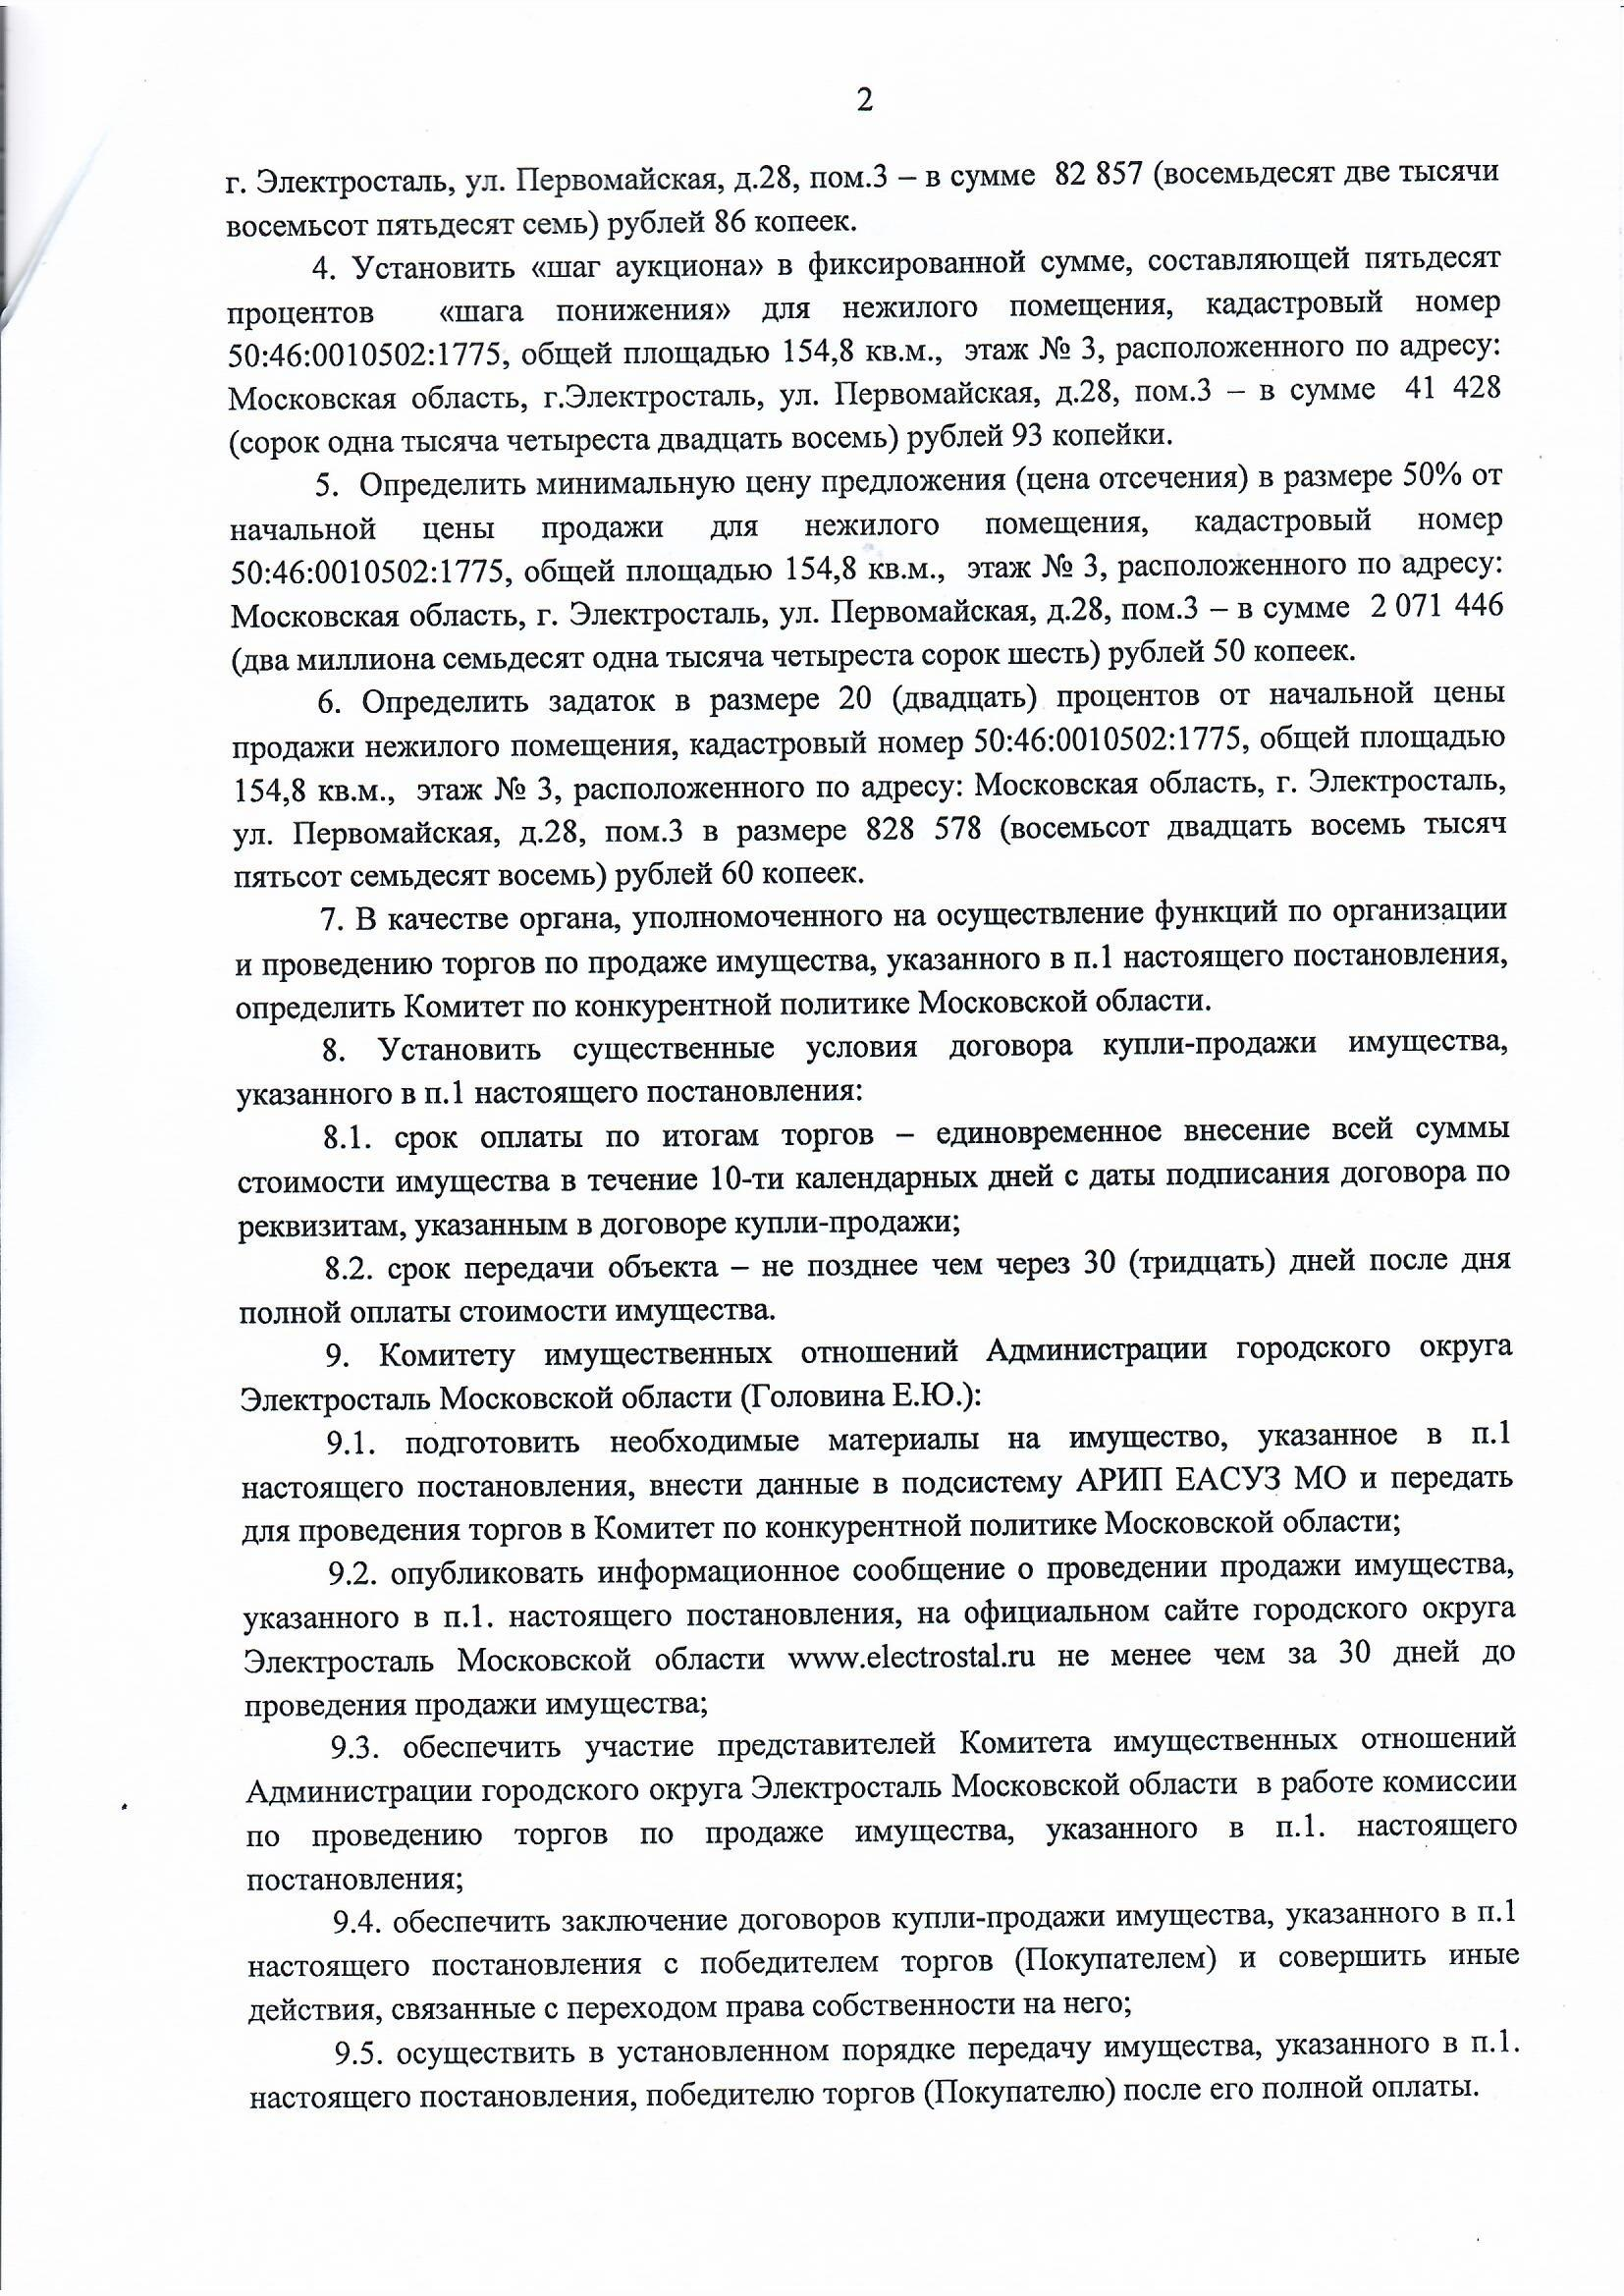 2
г. Электросталь, ул. Первомайская, д.28, пом.3 – в сумме 82 857 (восемьдесят две тысячи
восемьсот пятьдесят семь) рублей 86 копеек.
4. Установить «шаг аукциона» в фиксированной сумме, составляющей пятьдесят
процентов «шага понижения» для нежилого помещения, кадастровый номер
50:46:0010502:1775, общей площадью 154,8 кв.м., этаж № 3, расположенного по адресу:
Московская область, г.Электросталь, ул. Первомайская, д.28, пом.3 – в сумме 41 428
(сорок одна тысяча четыреста двадцать восемь) рублей 93 копейки.
5. Определить минимальную цену предложения (цена отсечения) в размере 50% от
начальной цены продажи для нежилого помещения, кадастровый номер
50:46:0010502:1775, общей площадью 154,8 кв.м., этаж № 3, расположенного по адресу:
Московская область, г. Электросталь, ул. Первомайская, д.28, пом.3 – в сумме 2 071 446
(два миллиона семьдесят одна тысяча четыреста сорок шесть) рублей 50 копеек.
6. Определить задаток в размере 20 (двадцать) процентов от начальной цены
продажи нежилого помещения, кадастровый номер 50:46:0010502:1775, общей площадью
154,8 кв.м., этаж № 3, расположенного по адресу: Московская область, г. Электросталь,
ул. Первомайская, д.28, пом.3 в размере 828 578 (восемьсот двадцать восемь тысяч
пятьсот семьдесят восемь) рублей 60 копеек.
7. В качестве органа, уполномоченного на осуществление функций по организации
и проведению торгов по продаже имущества, указанного в п.1 настоящего постановления,
определить Комитет по конкурентной политике Московской области.
8. Установить существенные условия договора купли-продажи имущества,
указанного в п.1 настоящего постановления:
8.1. срок оплаты по итогам торгов – единовременное внесение всей суммы
стоимости имущества в течение 10-ти календарных дней с даты подписания договора по
реквизитам, указанным в договоре купли-продажи;
8.2. срок передачи объекта – не позднее чем через 30 (тридцать) дней после дня
полной оплаты стоимости имущества.
9. Комитету имущественных отношений Администрации городского округа
Электросталь Московской области (Головина Е.Ю.):
9.1. подготовить необходимые материалы на имущество, указанное в п.1
настоящего постановления, внести данные в подсистему АРИП ЕАСУЗ МО и передать
для проведения торгов в Комитет по конкурентной политике Московской области;
9.2. опубликовать информационное сообщение о проведении продажи имущества,
указанного в п.1. настоящего постановления, на официальном сайте городского округа
Электросталь Московской области www.electrostal.ru не менее чем за 30 дней до
проведения продажи имущества;
9.3. обеспечить участие представителей Комитета имущественных отношений
Администрации городского округа Электросталь Московской области в работе комиссии
по проведению торгов по продаже имущества, указанного в п.1. настоящего
постановления;
9.4. обеспечить заключение договоров купли-продажи имущества, указанного в п.1
настоящего постановления с победителем торгов (Покупателем) и совершить иные
действия, связанные с переходом права собственности на него;
9.5. осуществить в установленном порядке передачу имущества, указанного в п.1.
настоящего постановления, победителю торгов (Покупателю) после его полной оплаты.